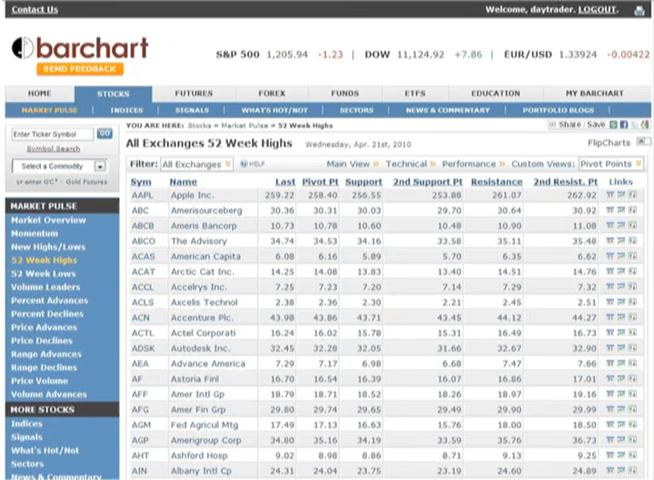 Contact Us Welcome, daytrader. LOGOUT.
barchart
SEND FEEDBACK
S&P 500 1,205.94 -1.23 | DOW 11,124.92 +7.86 | EUR/USD 1.33924 -0.00422
HOME STOCKS FUTURES FOREX FUNDS ETFS EDUCATION MY BARCHART
MARKET PULSE | INDICES | SIGNALS | WHAT'S HOT/NOT | SECTORS | NEWS & COMMENTARY | PORTFOLIO BLOGS
Enter Ticker Symbol GO
Symbol Search
Select a Commodity
or enter GC* - Gold Futures
MARKET PULSE
Market Overview
Momentum
New Highs/Lows
52 Week Highs
52 Week Lows
Volume Leaders
Percent Advances
Percent Declines
Price Advances
Price Declines
Range Advances
Range Declines
Price Volume
Volume Advances
MORE STOCKS
Indices
Signals
What's Hot/Not
Sectors
News & Commentary
YOU ARE HERE: Stocks = Market Pulse = 52 Week Highs Share / Save
All Exchanges 52 Week Highs Wednesday, Apr. 21st, 2010 FlipCharts
Filter: All Exchanges HELP Main View » Technical » Performance » Custom Views: Pivot Points
Sym Name Last Pivot Pt Support 2nd Support Pt Resistance 2nd Resist. Pt Links
AAPL Apple Inc. 259.22 258.40 256.55 253.88 261.07 262.92
ABC Amerisourceberg 30.36 30.31 30.03 29.70 30.64 30.92
ABCB Ameris Bancorp 10.73 10.78 10.60 10.48 10.90 11.08
ABCO The Advisory 34.74 34.53 34.16 33.58 35.11 35.48
ACAS American Capita 6.08 6.16 5.89 5.70 6.35 6.62
ACAT Arctic Cat Inc. 14.25 14.08 13.83 13.40 14.51 14.76
ACCL Accelrys Inc. 7.25 7.23 7.20 7.14 7.29 7.32
ACLS Axcelis Technol 2.38 2.36 2.30 2.21 2.45 2.51
ACN Accenture Plc. 43.98 43.86 43.71 43.45 44.12 44.27
ACTL Actel Corporati 16.24 16.02 15.78 15.31 16.49 16.73
ADSK Autodesk Inc. 32.45 32.28 32.05 31.66 32.67 32.90
AEA Advance America 7.29 7.17 6.98 6.68 7.47 7.66
AF Astoria Finl 16.70 16.54 16.39 16.07 16.86 17.01
AFF Amer Intl Gp 18.79 18.71 18.52 18.26 18.97 19.16
AFG Amer Fin Grp 29.80 29.74 29.65 29.49 29.90 29.99
AGM Fed Agricul Mtg 17.49 17.13 16.63 15.76 18.00 18.50
AGP Amerigroup Corp 34.80 35.16 34.19 33.59 35.76 36.73
AHT Ashford Hosp 9.02 8.98 8.86 8.71 9.13 9.25
AIN Albany Intl Cp 24.31 24.04 23.75 23.19 24.60 24.89